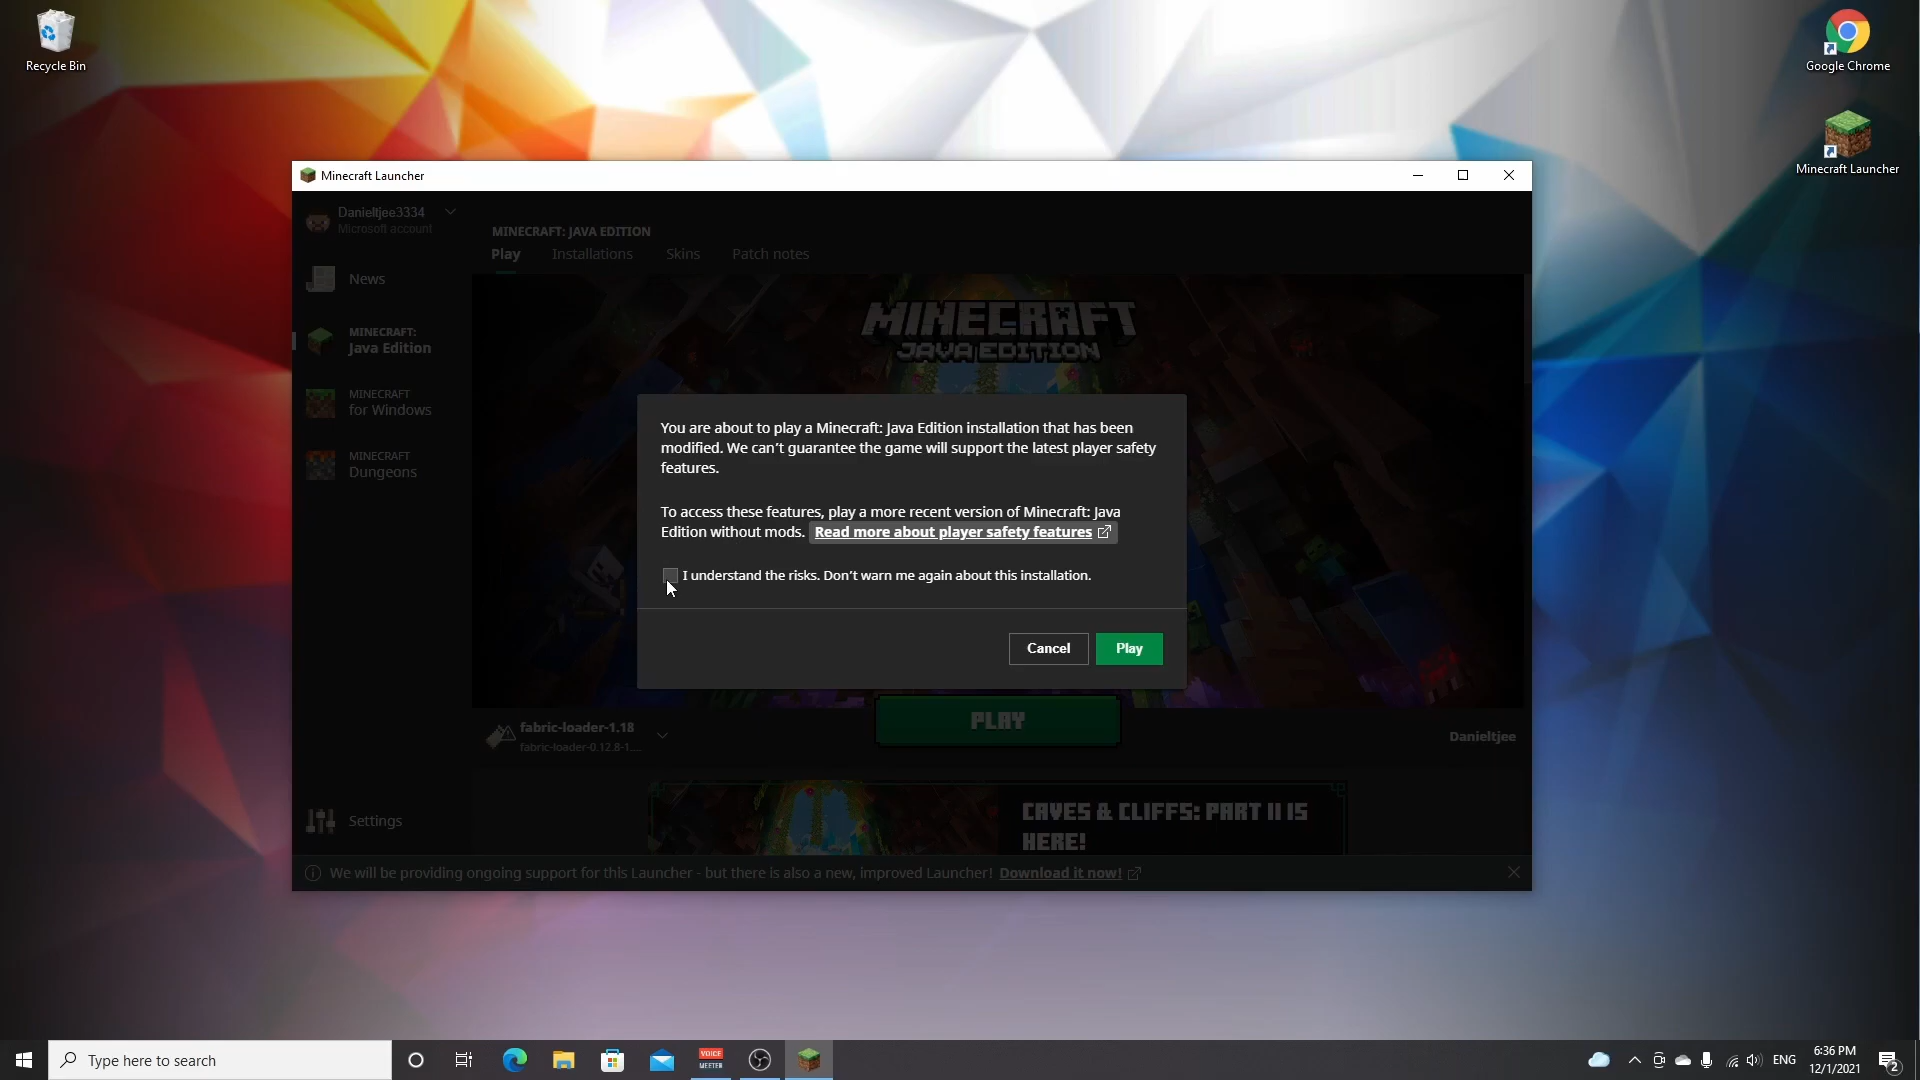 Recycle Bin
Google Chrome
Minecraft Launcher
Minecraft Launcher
Danieltjee3334
Microsoft account
MINECRAFT: JAVA EDITION
Play Installations Skins Patch notes
News
MINECRAFT:
Java Edition
MINECRAFT
for Windows
MINECRAFT
Dungeons
Settings
MINECRAFT
JAVA EDITION
You are about to play a Minecraft: Java Edition installation that has been
modified. We can't guarantee the game will support the latest player safety
features.
To access these features, play a more recent version of Minecraft: Java
Edition without mods. Read more about player safety features
I understand the risks. Don't warn me again about this installation.
Cancel Play
fabric-loader-1.18
fabric-loader-0.12.8-1....
PLAY
Danieltjee
CAVES & CLIFFS: PART II IS
HERE!
We will be providing ongoing support for this Launcher - but there is also a new, improved Launcher! Download it now!
Type here to search
VOICE
MEETER
ENG
6:36 PM
12/1/2021
2